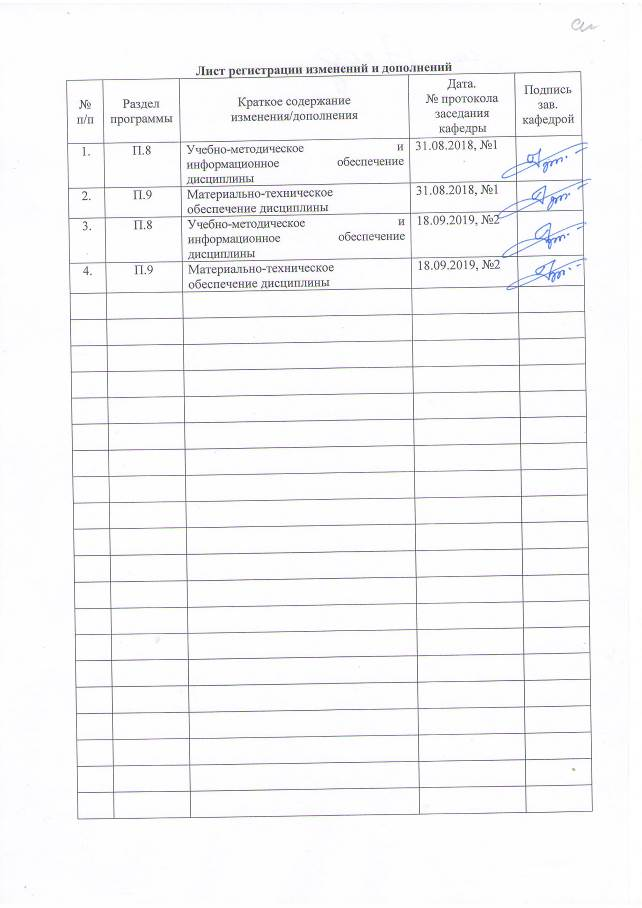 Лист регистрации изменений и дополнений
№ п/п
Раздел программы
Краткое содержание изменения/дополнения
Дата. № протокола заседания кафедры
Подпись зав. кафедрой
1.
П.8
Учебно-методическое и
информационное обеспечение
дисциплины
31.08.2018, №1
2.
П.9
Материально-техническое
обеспечение дисциплины
31.08.2018, №1
3.
П.8
Учебно-методическое и
информационное обеспечение
дисциплины
18.09.2019, №2
4.
П.9
Материально-техническое
обеспечение дисциплины
18.09.2019, №2